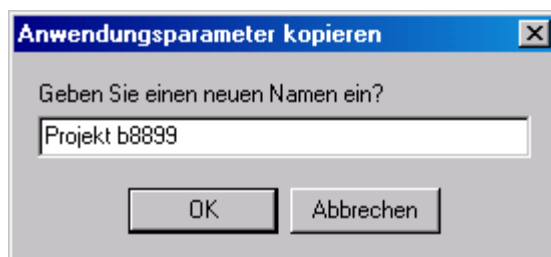 Anwendungsparameter kopieren
Geben Sie einen neuen Namen ein?
Projekt b8899
OK
Abbrechen